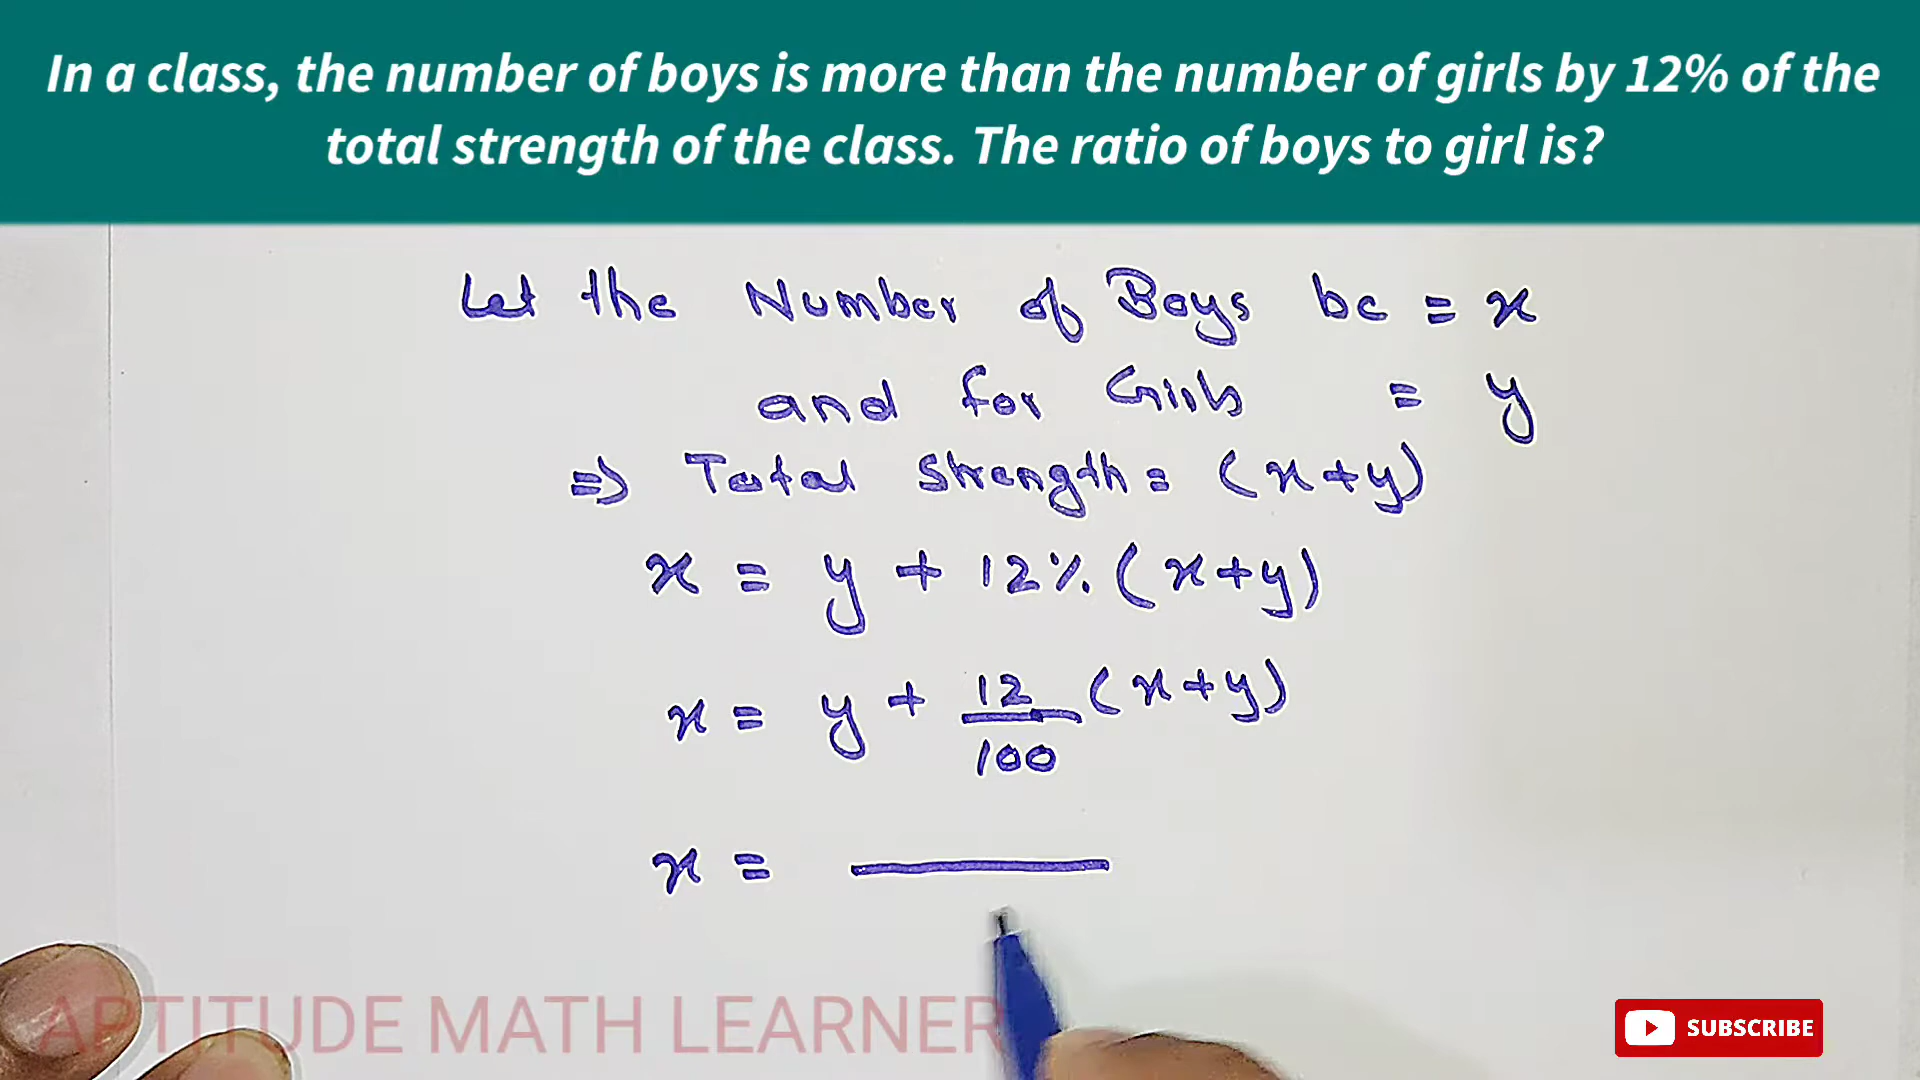 In a class, the number of boys is more than the number of girls by 12% of the
total strength of the class. The ratio of boys to girl is?
Let the Number of Boys be = x
and for Girls = y
⇒ Total Strength = (x+y)
x = y + 12% (x+y)
x = y + 12/100 (x+y)
x =
APTITUDE MATH LEARNER
SUBSCRIBE